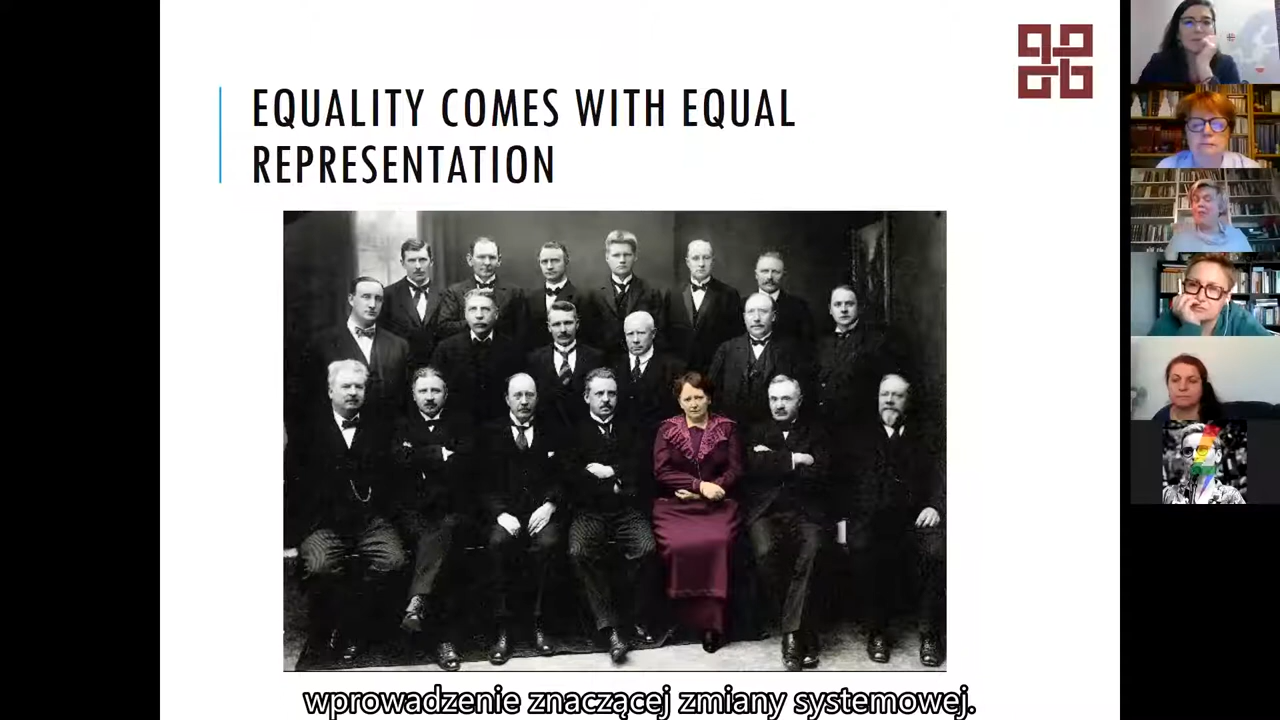 EQUALITY COMES WITH EQUAL
REPRESENTATION
wprowadzenie znaczącej zmiany systemowej.